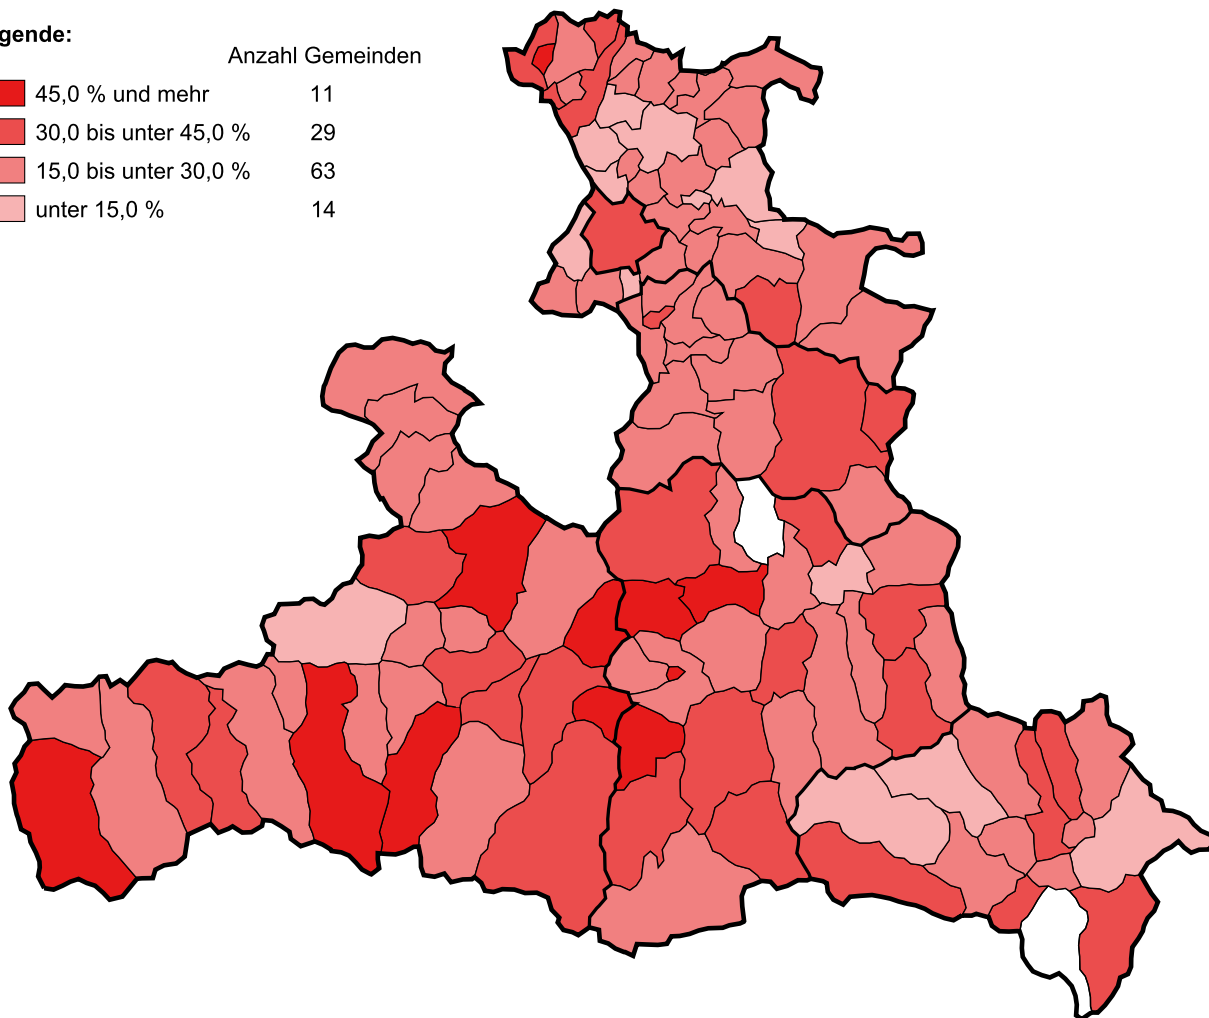 gende:
Anzahl Gemeinden
45,0 % und mehr 11
30,0 bis unter 45,0 % 29
15,0 bis unter 30,0 % 63
unter 15,0 % 14